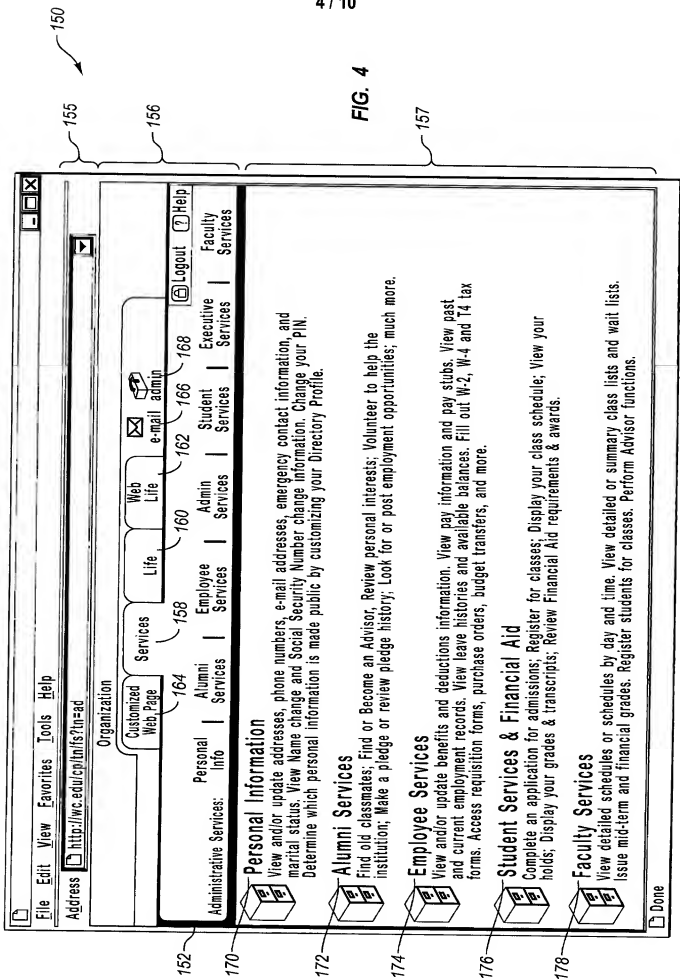 4 / 10
150
155
156
FIG. 4
157
File Edit View Favorites Tools Help
Address http://wc.edu/cp/tn/fs?tn=ad
Organization
Customized
Web Page
164
Services
158
Life
160
Web
Life
162
e-mail
166
admin
168
Logout ? Help
152
Administrative Services:
Personal
Info |
Alumni
Services |
Employee
Services |
Admin
Services |
Student
Services |
Executive
Services |
Faculty
Services
170
Personal Information
View and/or update addresses, phone numbers, e-mail addresses, emergency contact information, and
marital status. View Name change and Social Security Number change information. Change your PIN.
Determine which personal information is made public by customizing your Directory Profile.
172
Alumni Services
Find old classmates; Find or Become an Advisor, Review personal interests; Volunteer to help the
institution; Make a pledge or review pledge history; Look for or post employment opportunities; much more.
174
Employee Services
View and/or update benefits and deductions information. View pay information and pay stubs. View past
and current employment records. View leave histories and available balances. Fill out W-2, W-4 and T4 tax
forms. Access requisition forms, purchase orders, budget transfers, and more.
176
Student Services & Financial Aid
Complete an application for admissions; Register for classes; Display your class schedule; View your
holds; Display your grades & transcripts; Review Financial Aid requirements & awards.
178
Faculty Services
View detailed schedules or schedules by day and time. View detailed or summary class lists and wait lists.
Issue mid-term and financial grades. Register students for classes. Perform Advisor functions.
Done